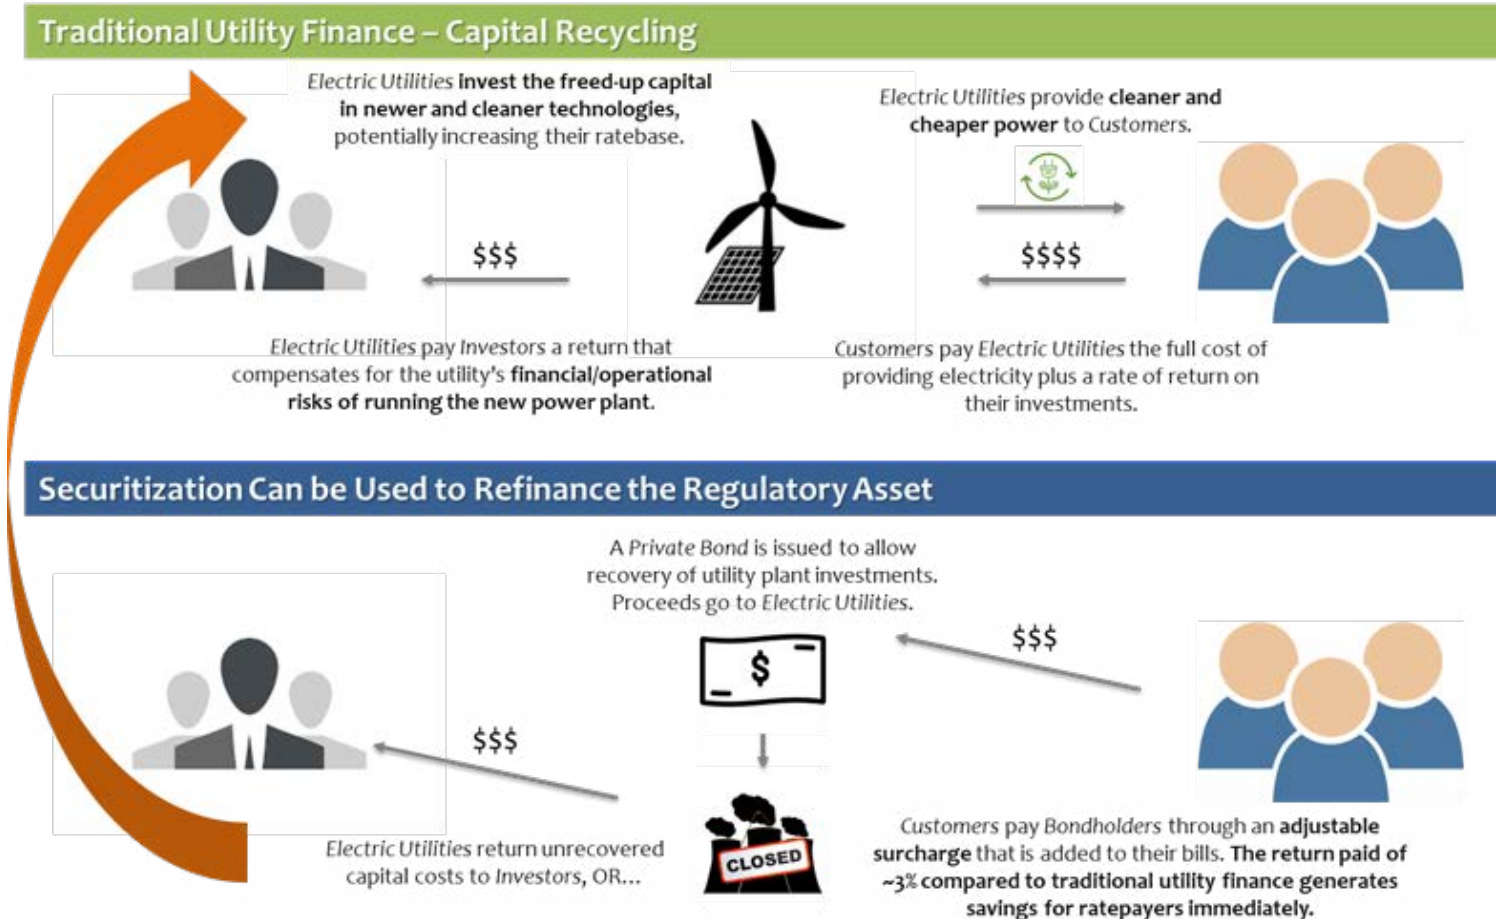 Traditional Utility Finance – Capital Recycling
Electric Utilities invest the freed-up capital
in newer and cleaner technologies,
potentially increasing their ratebase.
Electric Utilities provide cleaner and
cheaper power to Customers.
$$$
$$$$
Electric Utilities pay Investors a return that
compensates for the utility's financial/operational
risks of running the new power plant.
Customers pay Electric Utilities the full cost of
providing electricity plus a rate of return on
their investments.
Securitization Can be Used to Refinance the Regulatory Asset
A Private Bond is issued to allow
recovery of utility plant investments.
Proceeds go to Electric Utilities.
$$$
$
$$$
CLOSED
Electric Utilities return unrecovered
capital costs to Investors, OR...
Customers pay Bondholders through an adjustable
surcharge that is added to their bills. The return paid of
~3% compared to traditional utility finance generates
savings for ratepayers immediately.